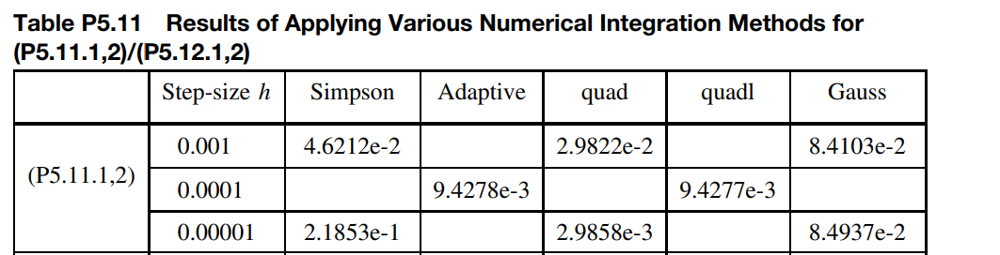 Table P5.11 Results of Applying Various Numerical Integration Methods for
(P5.11.1,2)/(P5.12.1,2)
Step-size h Simpson Adaptive quad quadl Gauss
0.001 4.6212e-2 2.9822e-2 8.4103e-2
(P5.11.1,2)
0.0001 9.4278e-3 9.4277e-3
0.00001 2.1853e-1 2.9858e-3 8.4937e-2